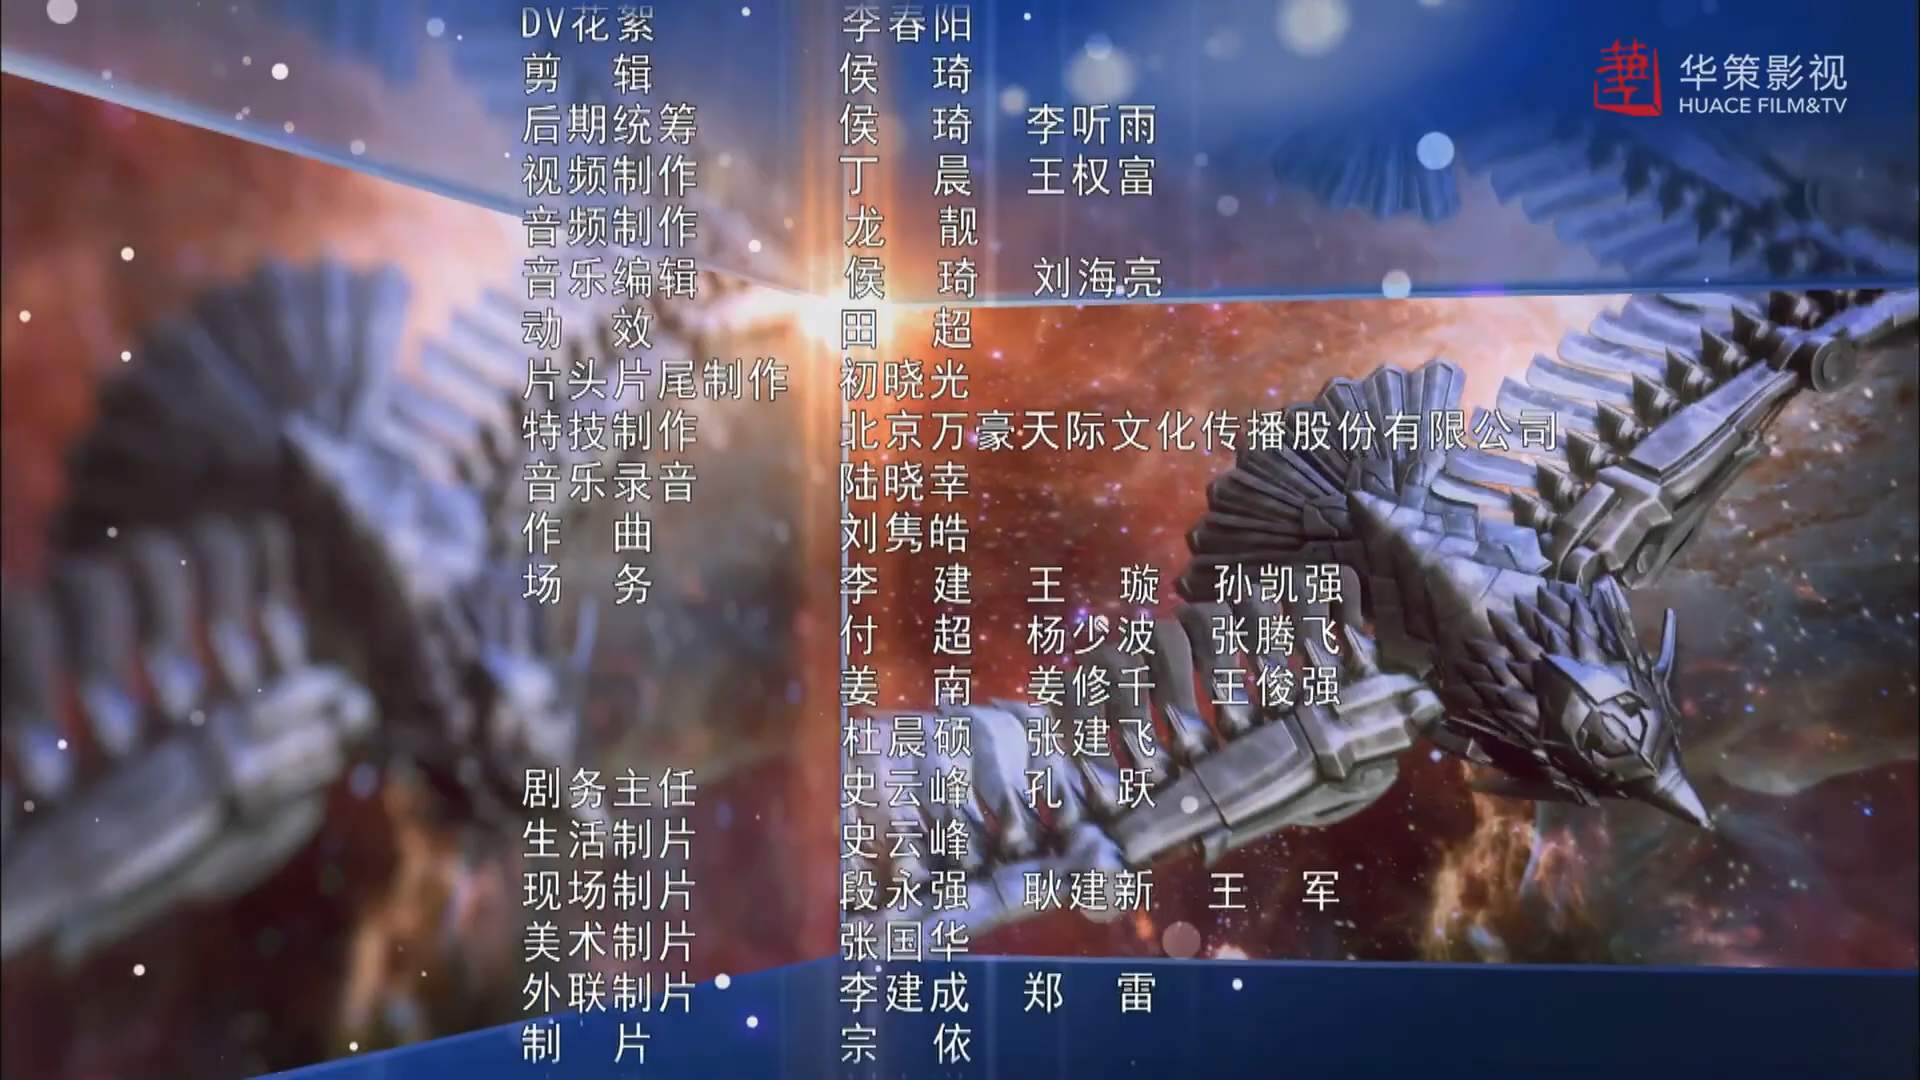 DV花絮 李春阳
华策影视
HUACE FILM&TV
剪 辑 侯 琦
后期统筹 侯 琦 李听雨
视频制作 丁 晨 王权富
音频制作 龙 靓
音乐编辑 侯 琦 刘海亮
动 效 田 超
片头片尾制作 初晓光
特技制作 北京万豪天际文化传播股份有限公司
音乐录音 陆晓幸
作 曲 刘隽皓
场 务 李 建 王 璇 孙凯强
付 超 杨少波 张腾飞
姜 南 姜修千 王俊强
杜晨硕 张建飞
剧务主任 史云峰 孔 跃
生活制片 史云峰
现场制片 段永强 耿建新 王 军
美术制片 张国华
外联制片 李建成 郑 雷
制 片 宗 依